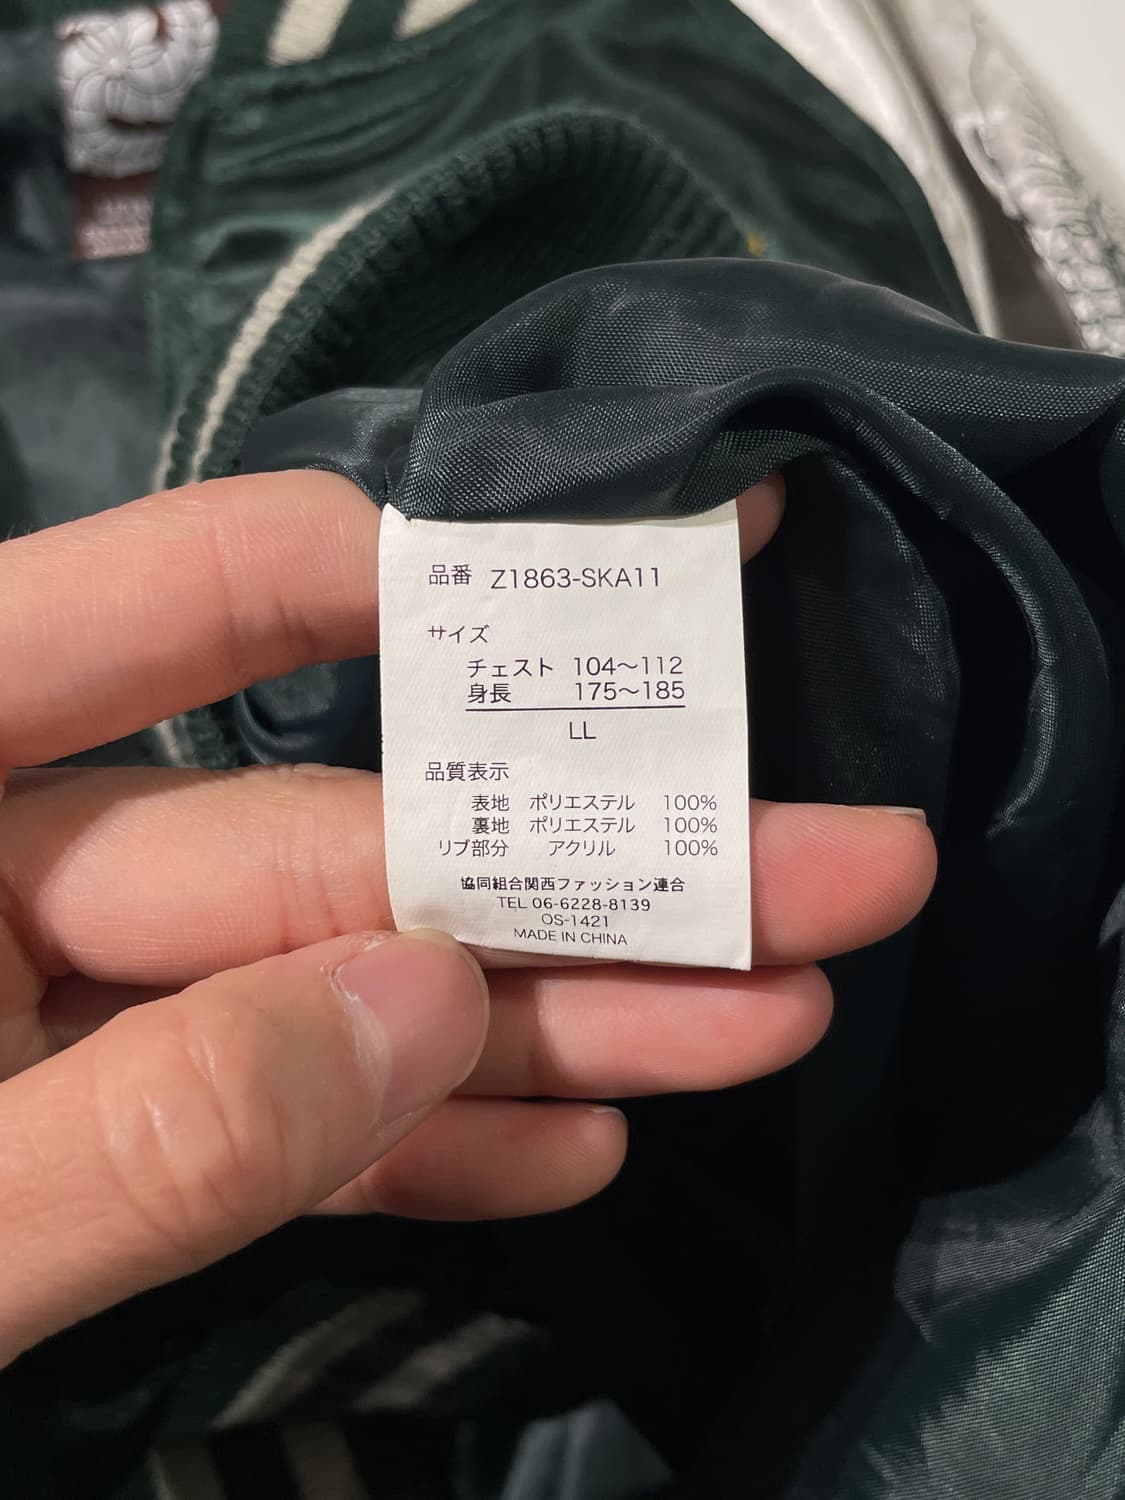 品番 Z1863-SKA11
サイズ
チェスト 104〜112
身長 175〜185
LL
品質表示
表地 ポリエステル 100%
裏地 ポリエステル 100%
リブ部分 アクリル 100%
協同組合関西ファッション連合
TEL 06-6228-8139
OS-1421
MADE IN CHINA